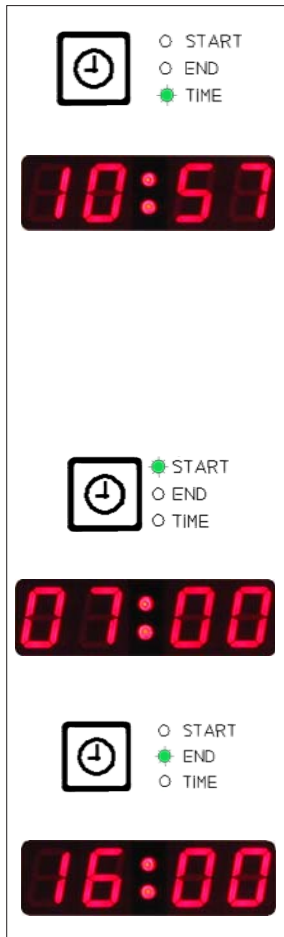 START
END
TIME
10:57
START
END
TIME
07:00
START
END
TIME
16:00